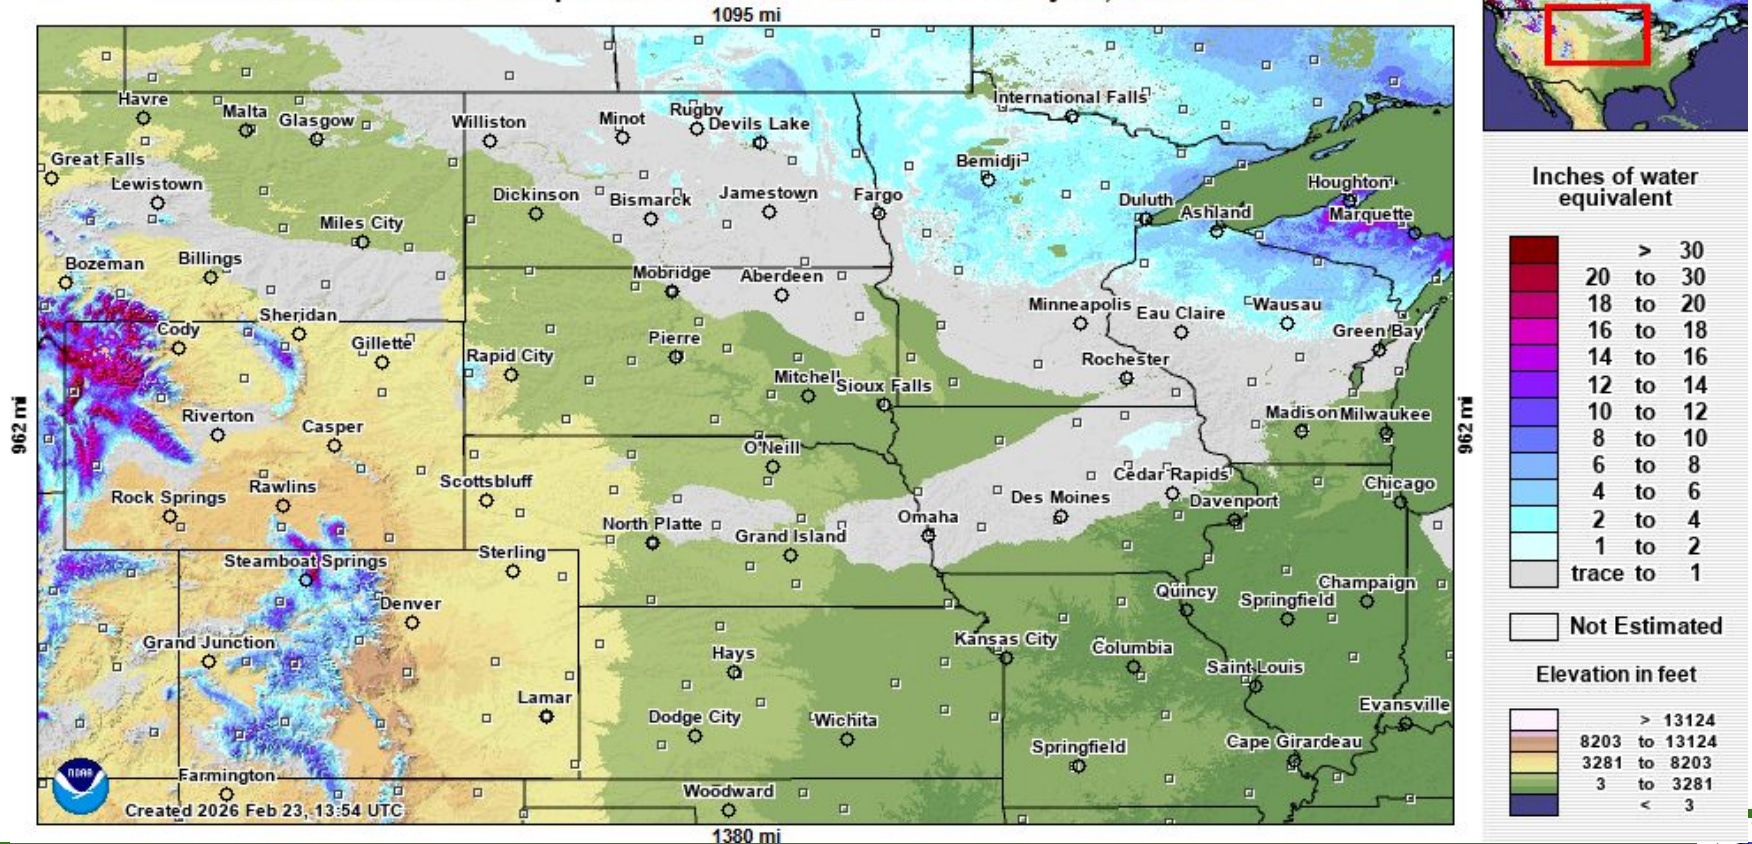 1095 mi
Havre
Malta
Glasgow
Williston
Minot
Rugby
Devils Lake
International Falls
Great Falls
Lewistown
Dickinson
Bismarck
Jamestown
Fargo
Bemidji
Duluth
Ashland
Houghton
Marquette
Miles City
Bozeman
Billings
Mobridge
Aberdeen
Sheridan
Minneapolis
Eau Claire
Wausau
Cody
Gillette
Rapid City
Pierre
Green Bay
Rochester
Mitchell
Sioux Falls
962 mi
Riverton
Casper
Madison
Milwaukee
962 mi
O'Neill
Scottsbluff
Cedar Rapids
Rock Springs
Rawlins
Des Moines
Davenport
Chicago
North Platte
Grand Island
Omaha
Steamboat Springs
Sterling
Denver
Quincy
Springfield
Champaign
Grand Junction
Hays
Kansas City
Columbia
Saint Louis
Lamar
Dodge City
Wichita
Evansville
Springfield
Cape Girardeau
NOAA
Farmington
Woodward
Created 2026 Feb 23, 13:54 UTC
1380 mi
Inches of water
equivalent
> 30
20 to 30
18 to 20
16 to 18
14 to 16
12 to 14
10 to 12
8 to 10
6 to 8
4 to 6
2 to 4
1 to 2
trace to 1
Not Estimated
Elevation in feet
> 13124
8203 to 13124
3281 to 8203
3 to 3281
< 3